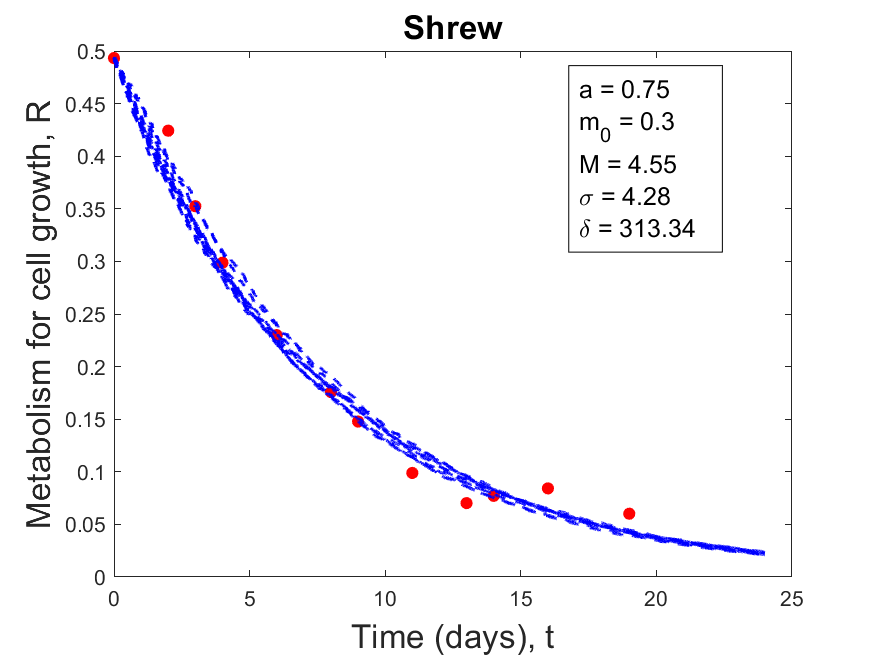 Shrew
0.5
0.45
0.4
0.35
0.3
0.25
0.2
0.15
0.1
0.05
0
Metabolism for cell growth, R
a = 0.75
m0 = 0.3
M = 4.55
σ = 4.28
δ = 313.34
0 5 10 15 20 25
Time (days), t